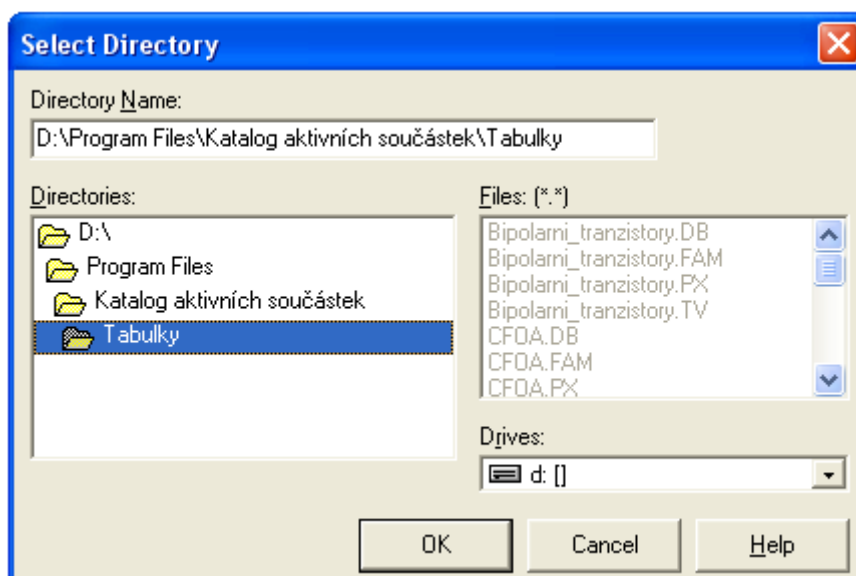 Select Directory
Directory Name:
D:\Program Files\Katalog aktivních součástek\Tabulky
Directories:
D:\
Program Files
Katalog aktivních součástek
Tabulky
Files: (*.*)
Bipolarni_tranzistory.DB
Bipolarni_tranzistory.FAM
Bipolarni_tranzistory.PX
Bipolarni_tranzistory.TV
CFOA.DB
CFOA.FAM
CFOA.PX
Drives:
d: []
OK
Cancel
Help